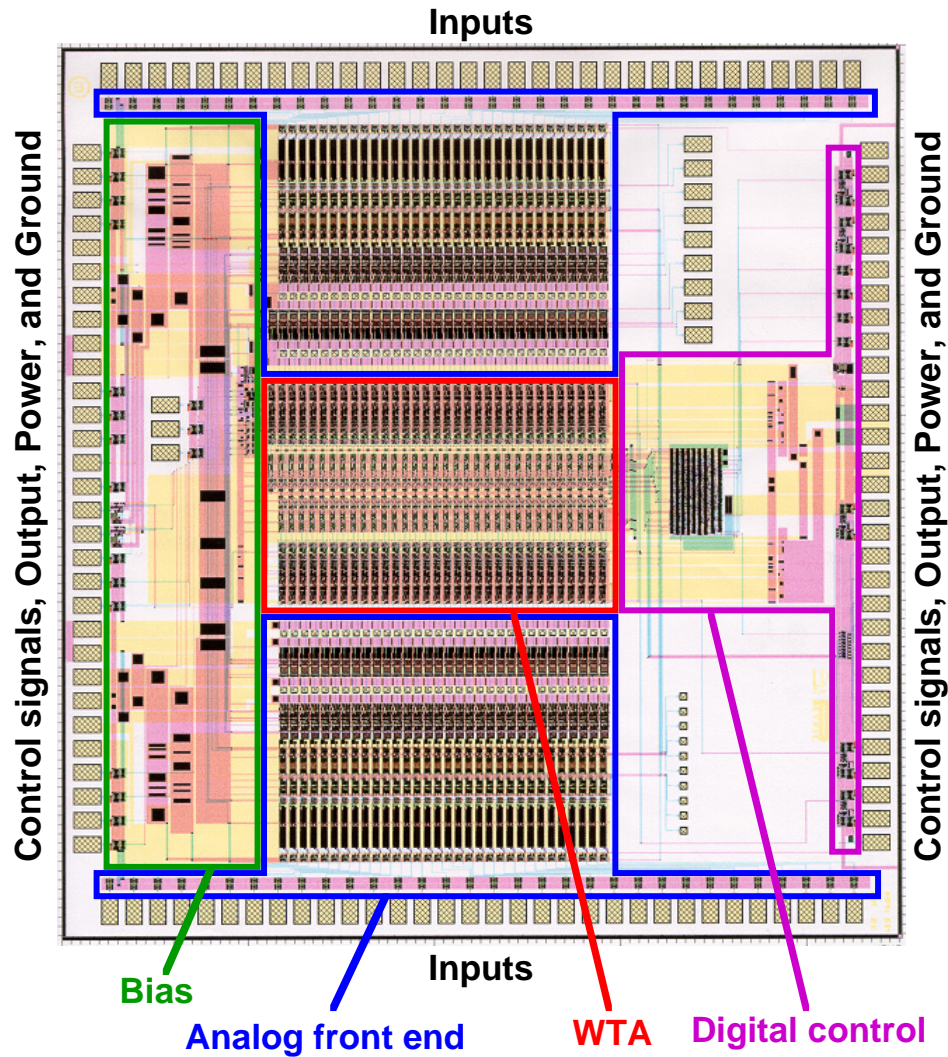 Inputs
Control signals, Output, Power, and Ground
Control signals, Output, Power, and Ground
Inputs
Bias
Analog front end
WTA
Digital control